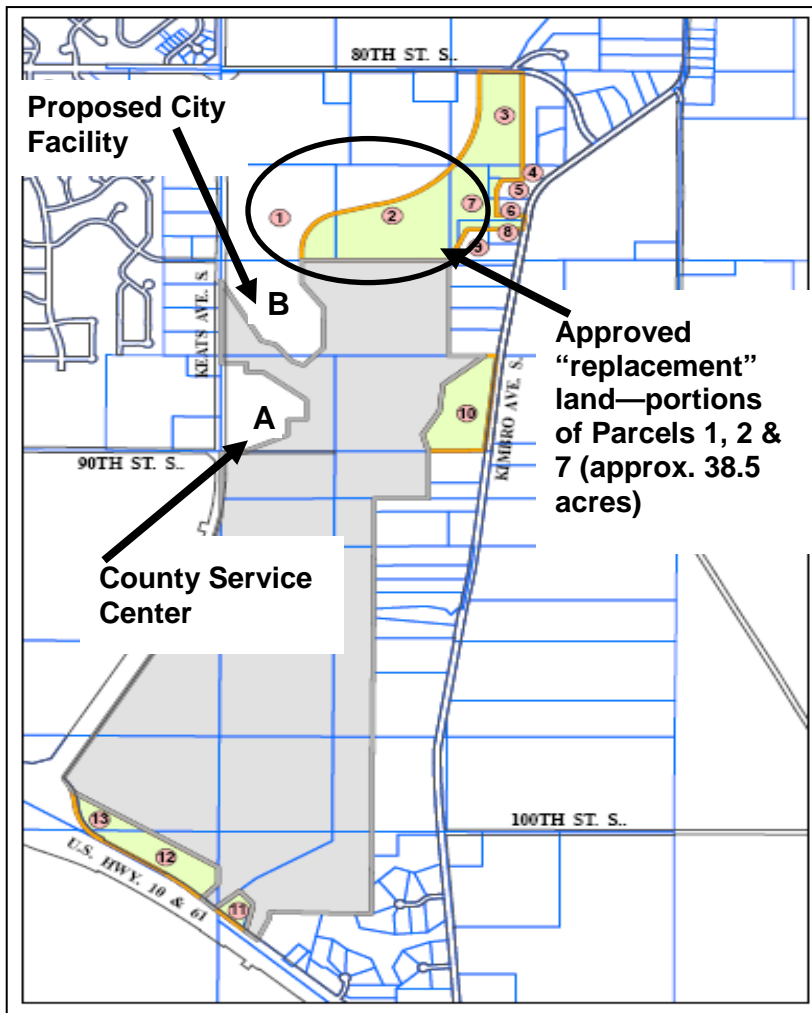 80TH ST. S..
Proposed City
Facility
3
4
5
7
6
1
2
8
9
B
KEATS AVE. S.
Approved
“replacement”
land—portions
of Parcels 1, 2 &
7 (approx. 38.5
acres)
10
A
KIMBRO AVE. S.
90TH ST. S..
County Service
Center
100TH ST. S..
13
12
U.S. HWY. 10 & 61
11